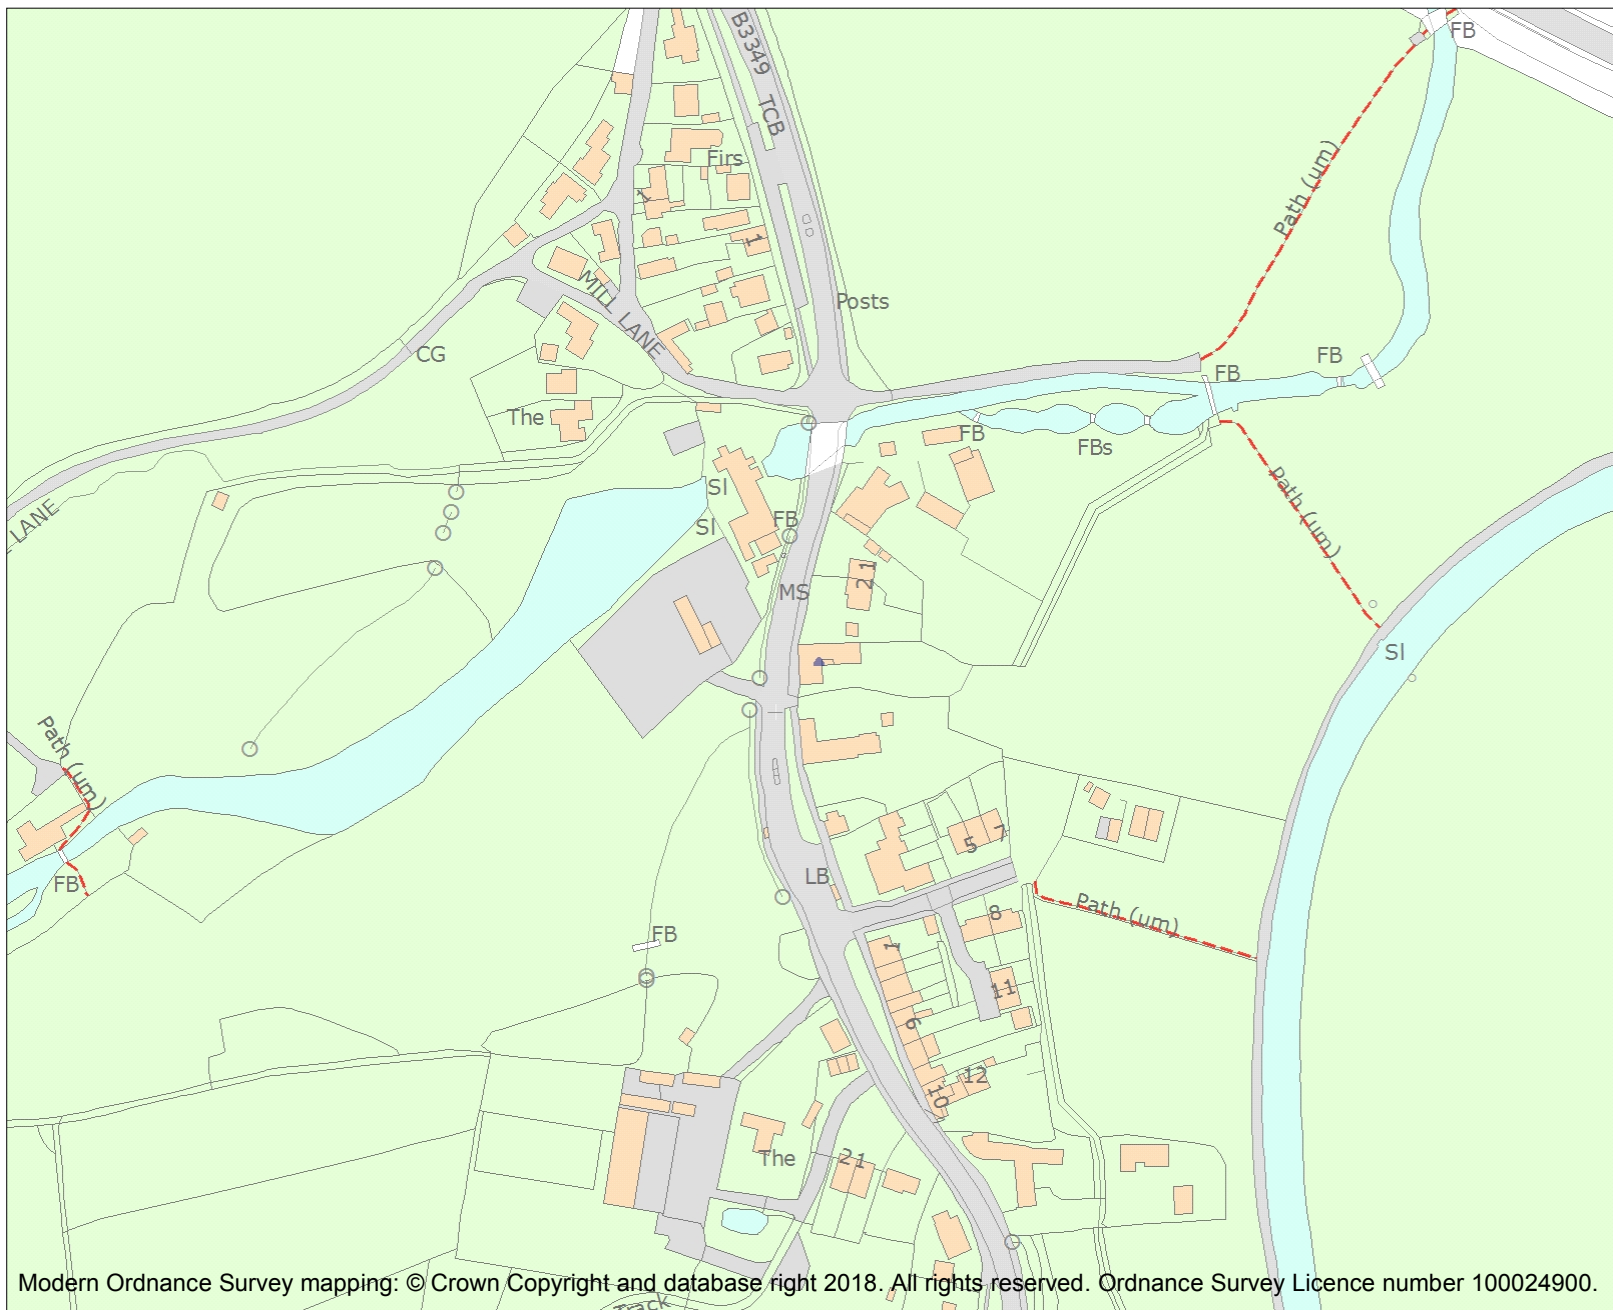 B3349
FB
TCB
Path (um)
Firs
1
1
MILL LANE
Posts
CG
FB
FB
The
FB
FBs
Sl
LANE
Path (um)
Sl
FB
21
MS
Sl
Path (um)
5
7
LB
FB
8
Path (um)
1
FB
11
6
12
10
The
21
Track
Modern Ordnance Survey mapping: © Crown Copyright and database right 2018. All rights reserved. Ordnance Survey Licence number 100024900.